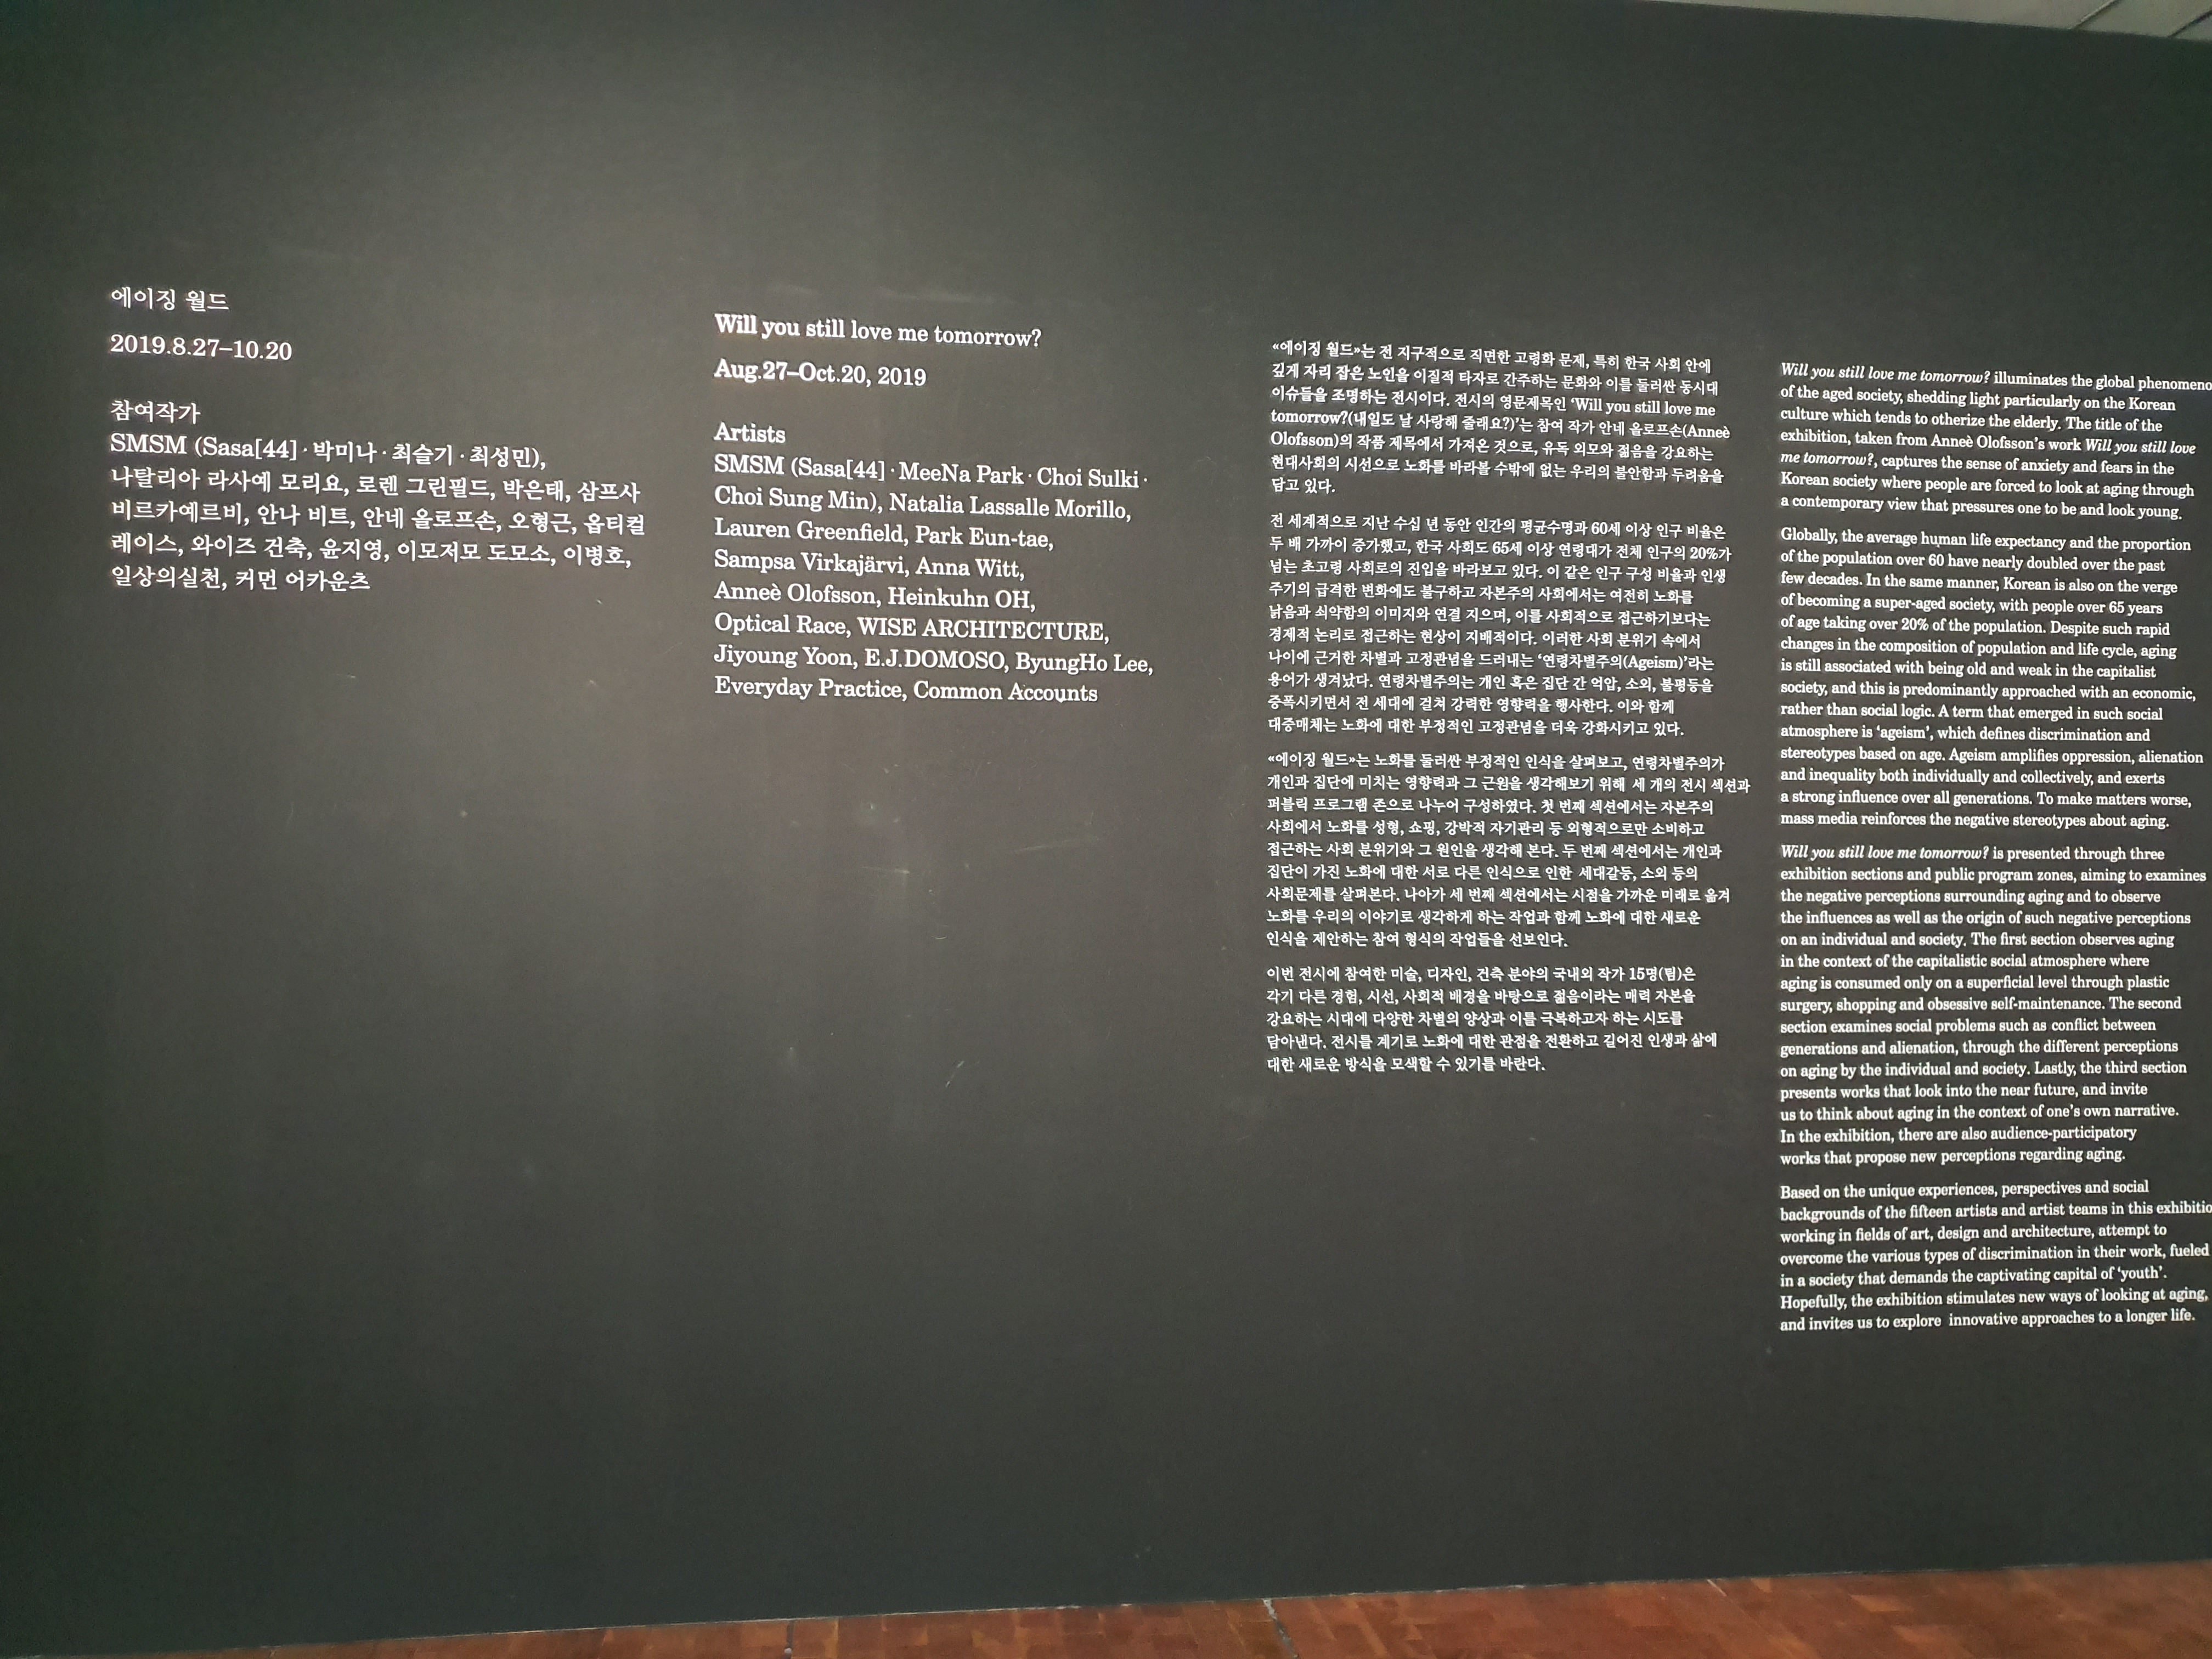 에이징 월드
2019.8.27–10.20
참여작가
SMSM (Sasa[44] · 박미나 · 최슬기 · 최성민),
나탈리아 라사예 모리요, 로렌 그린필드, 박은태, 삼프사
비르카예르비, 안나 비트, 안네 올로프손, 오형근, 옵티컬
레이스, 와이즈 건축, 윤지영, 이모저모 도모소, 이병호,
일상의실천, 커먼 어카운츠
Will you still love me tomorrow?
Aug.27–Oct.20, 2019
Artists
SMSM (Sasa[44] · MeeNa Park · Choi Sulki ·
Choi Sung Min), Natalia Lassalle Morillo,
Lauren Greenfield, Park Eun-tae,
Sampsa Virkajärvi, Anna Witt,
Anneè Olofsson, Heinkuhn OH,
Optical Race, WISE ARCHITECTURE,
Jiyoung Yoon, E.J.DOMOSO, ByungHo Lee,
Everyday Practice, Common Accounts
«에이징 월드»는 전 지구적으로 직면한 고령화 문제, 특히 한국 사회 안에
깊게 자리 잡은 노인을 이질적 타자로 간주하는 문화와 이를 둘러싼 동시대
이슈들을 조명하는 전시이다. 전시의 영문제목인 ‘Will you still love me
tomorrow?(내일도 날 사랑해 줄래요?)’는 참여 작가 안네 올로프손(Anneè
Olofsson)의 작품 제목에서 가져온 것으로, 유독 외모와 젊음을 강요하는
현대사회의 시선으로 노화를 바라볼 수밖에 없는 우리의 불안함과 두려움을
담고 있다.
전 세계적으로 지난 수십 년 동안 인간의 평균수명과 60세 이상 인구 비율은
두 배 가까이 증가했고, 한국 사회도 65세 이상 연령대가 전체 인구의 20%가
넘는 초고령 사회로의 진입을 바라보고 있다. 이 같은 인구 구성 비율과 인생
주기의 급격한 변화에도 불구하고 자본주의 사회에서는 여전히 노화를
낡음과 쇠약함의 이미지와 연결 지으며, 이를 사회적으로 접근하기보다는
경제적 논리로 접근하는 현상이 지배적이다. 이러한 사회 분위기 속에서
나이에 근거한 차별과 고정관념을 드러내는 ‘연령차별주의(Ageism)’라는
용어가 생겨났다. 연령차별주의는 개인 혹은 집단 간 억압, 소외, 불평등을
증폭시키면서 전 세대에 걸쳐 강력한 영향력을 행사한다. 이와 함께
대중매체는 노화에 대한 부정적인 고정관념을 더욱 강화시키고 있다.
«에이징 월드»는 노화를 둘러싼 부정적인 인식을 살펴보고, 연령차별주의가
개인과 집단에 미치는 영향력과 그 근원을 생각해보기 위해 세 개의 전시 섹션과
퍼블릭 프로그램 존으로 나누어 구성하였다. 첫 번째 섹션에서는 자본주의
사회에서 노화를 성형, 쇼핑, 강박적 자기관리 등 외형적으로만 소비하고
접근하는 사회 분위기와 그 원인을 생각해 본다. 두 번째 섹션에서는 개인과
집단이 가진 노화에 대한 서로 다른 인식으로 인한 세대갈등, 소외 등의
사회문제를 살펴본다. 나아가 세 번째 섹션에서는 시점을 가까운 미래로 옮겨
노화를 우리의 이야기로 생각하게 하는 작업과 함께 노화에 대한 새로운
인식을 제안하는 참여 형식의 작업들을 선보인다.
이번 전시에 참여한 미술, 디자인, 건축 분야의 국내외 작가 15명(팀)은
각기 다른 경험, 시선, 사회적 배경을 바탕으로 젊음이라는 매력 자본을
강요하는 시대에 다양한 차별의 양상과 이를 극복하고자 하는 시도를
담아낸다. 전시를 계기로 노화에 대한 관점을 전환하고 길어진 인생과 삶에
대한 새로운 방식을 모색할 수 있기를 바란다.
Will you still love me tomorrow? illuminates the global phenomeno
of the aged society, shedding light particularly on the Korean
culture which tends to otherize the elderly. The title of the
exhibition, taken from Anneè Olofsson’s work Will you still love
me tomorrow?, captures the sense of anxiety and fears in the
Korean society where people are forced to look at aging through
a contemporary view that pressures one to be and look young.
Globally, the average human life expectancy and the proportion
of the population over 60 have nearly doubled over the past
few decades. In the same manner, Korean is also on the verge
of becoming a super-aged society, with people over 65 years
of age taking over 20% of the population. Despite such rapid
changes in the composition of population and life cycle, aging
is still associated with being old and weak in the capitalist
society, and this is predominantly approached with an economic,
rather than social logic. A term that emerged in such social
atmosphere is ‘ageism’, which defines discrimination and
stereotypes based on age. Ageism amplifies oppression, alienation
and inequality both individually and collectively, and exerts
a strong influence over all generations. To make matters worse,
mass media reinforces the negative stereotypes about aging.
Will you still love me tomorrow? is presented through three
exhibition sections and public program zones, aiming to examines
the negative perceptions surrounding aging and to observe
the influences as well as the origin of such negative perceptions
on an individual and society. The first section observes aging
in the context of the capitalistic social atmosphere where
aging is consumed only on a superficial level through plastic
surgery, shopping and obsessive self-maintenance. The second
section examines social problems such as conflict between
generations and alienation, through the different perceptions
on aging by the individual and society. Lastly, the third section
presents works that look into the near future, and invite
us to think about aging in the context of one’s own narrative.
In the exhibition, there are also audience-participatory
works that propose new perceptions regarding aging.
Based on the unique experiences, perspectives and social
backgrounds of the fifteen artists and artist teams in this exhibitio
working in fields of art, design and architecture, attempt to
overcome the various types of discrimination in their work, fueled
in a society that demands the captivating capital of ‘youth’.
Hopefully, the exhibition stimulates new ways of looking at aging,
and invites us to explore innovative approaches to a longer life.